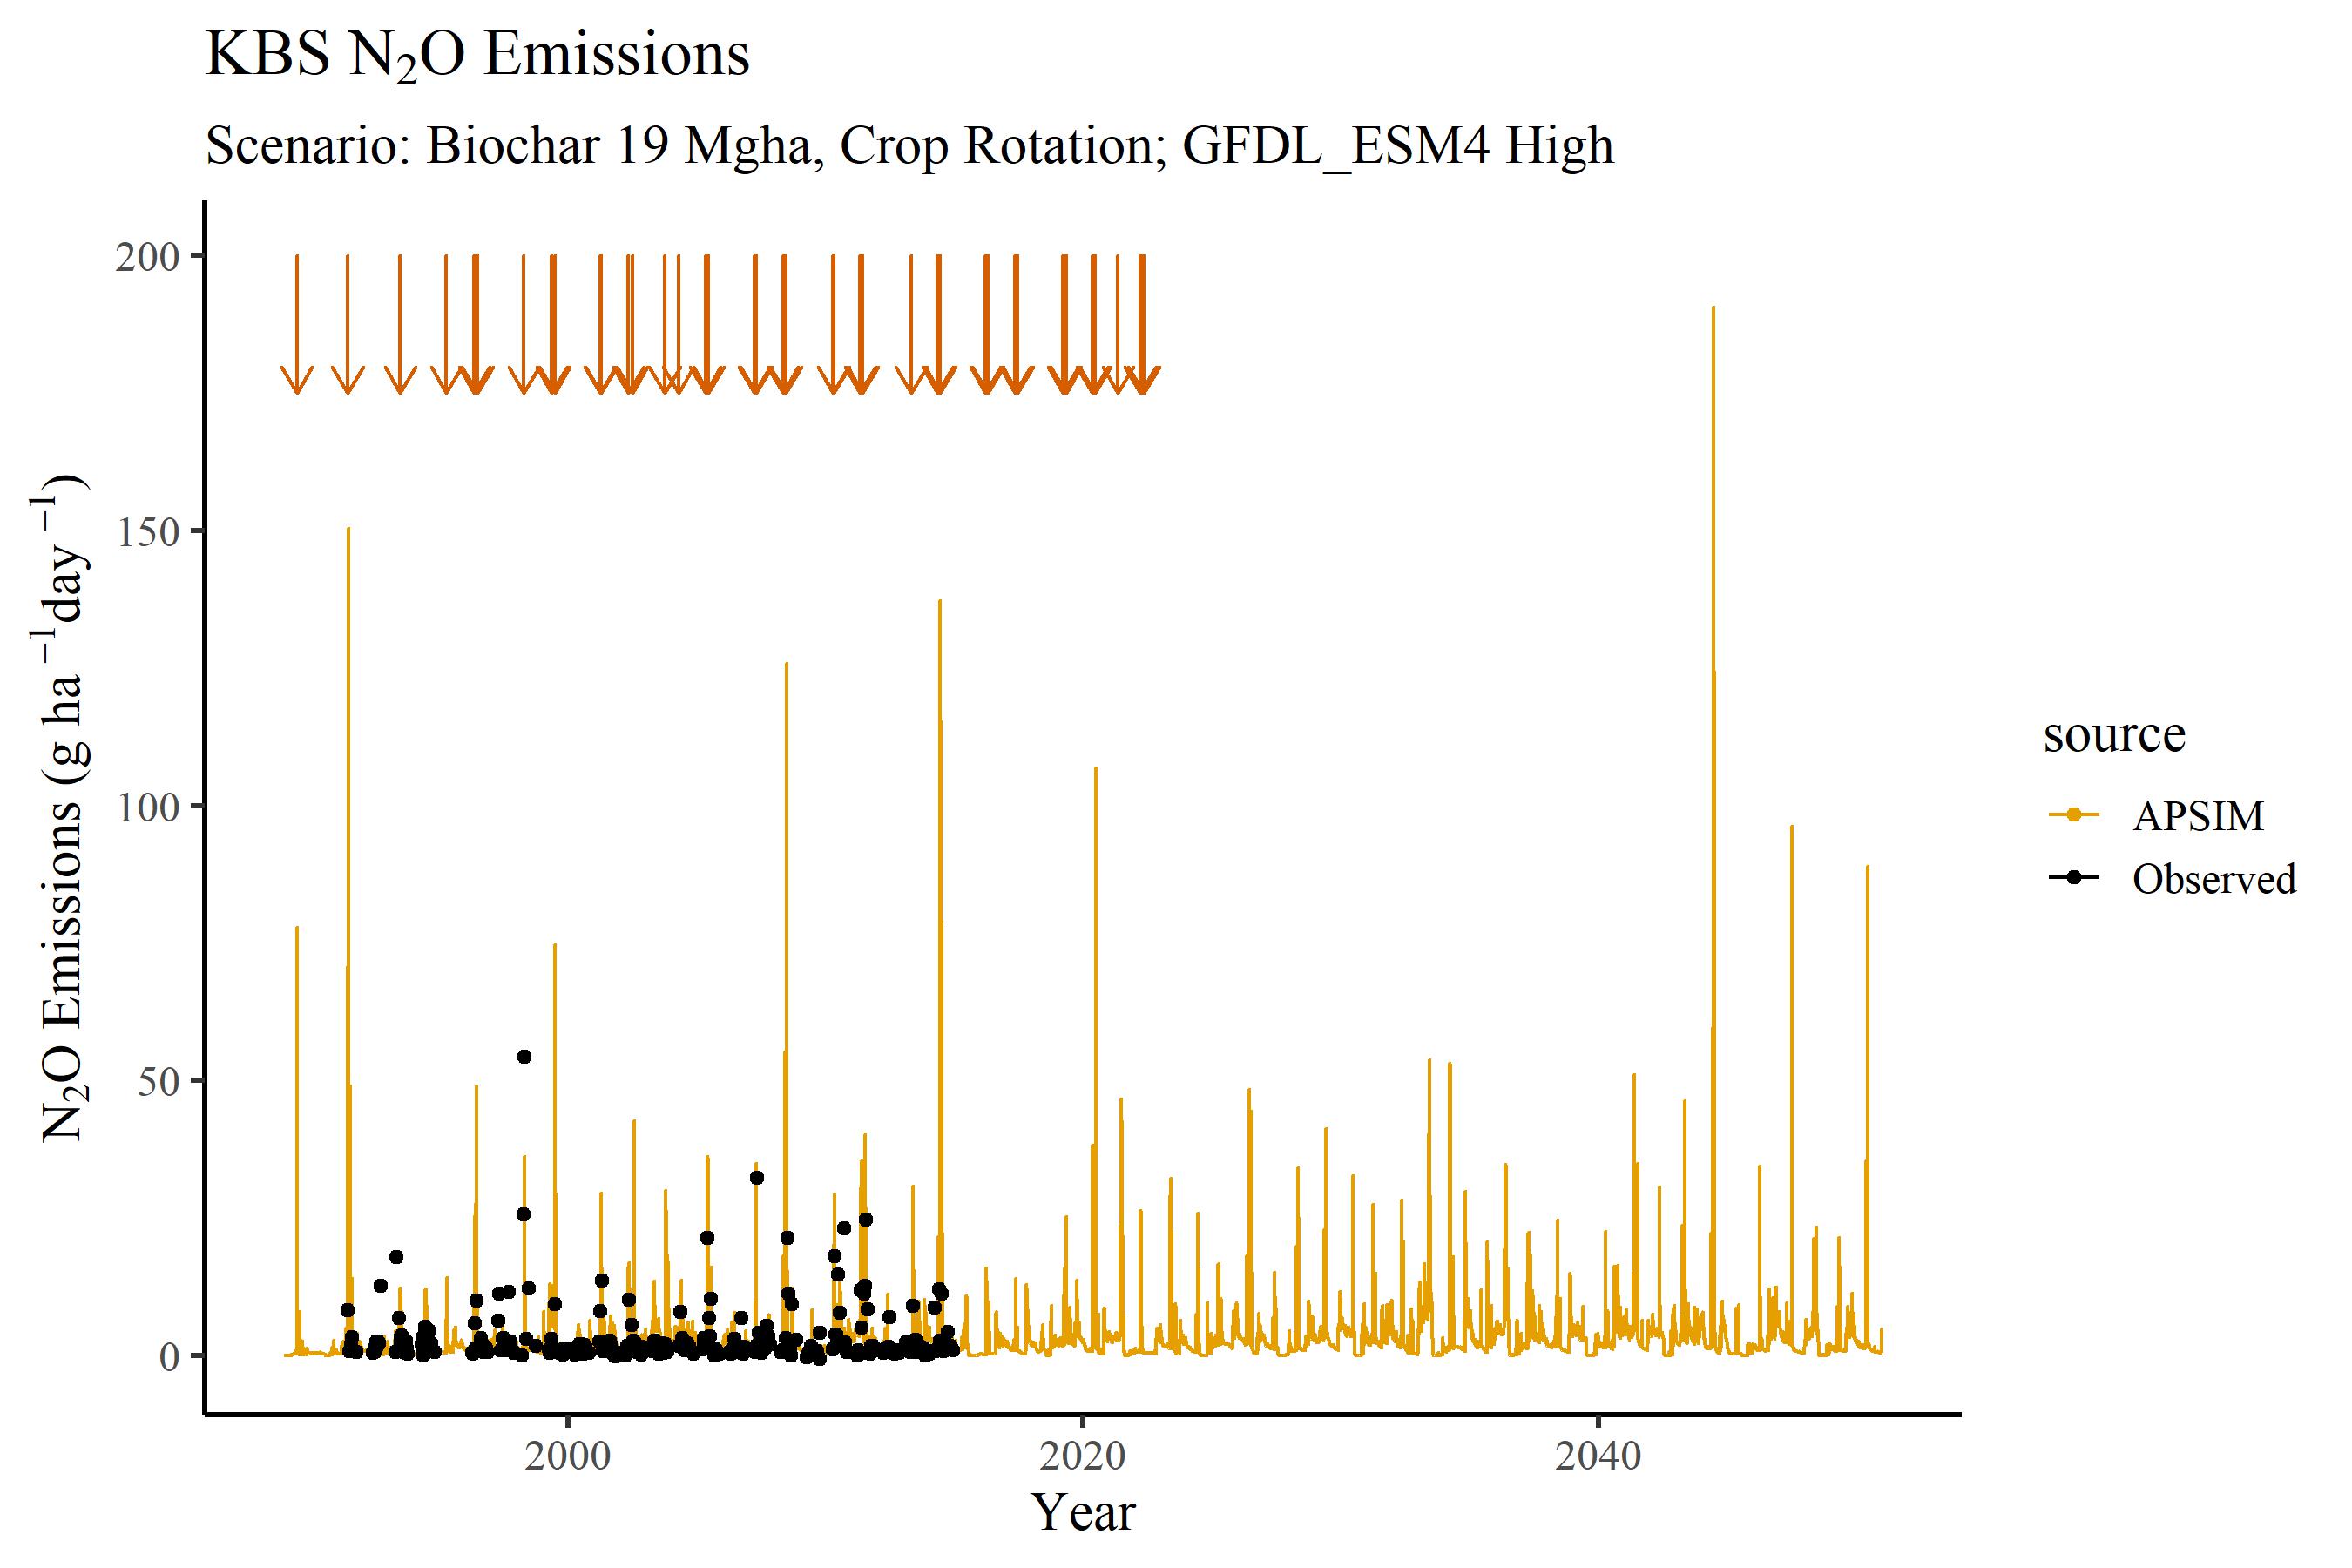 KBS N₂O Emissions
Scenario: Biochar 19 Mgha, Crop Rotation; GFDL_ESM4 High
N₂O Emissions (g ha ⁻¹day ⁻¹)
200
150
100
50
0
2000
2020
2040
Year
source
APSIM
Observed